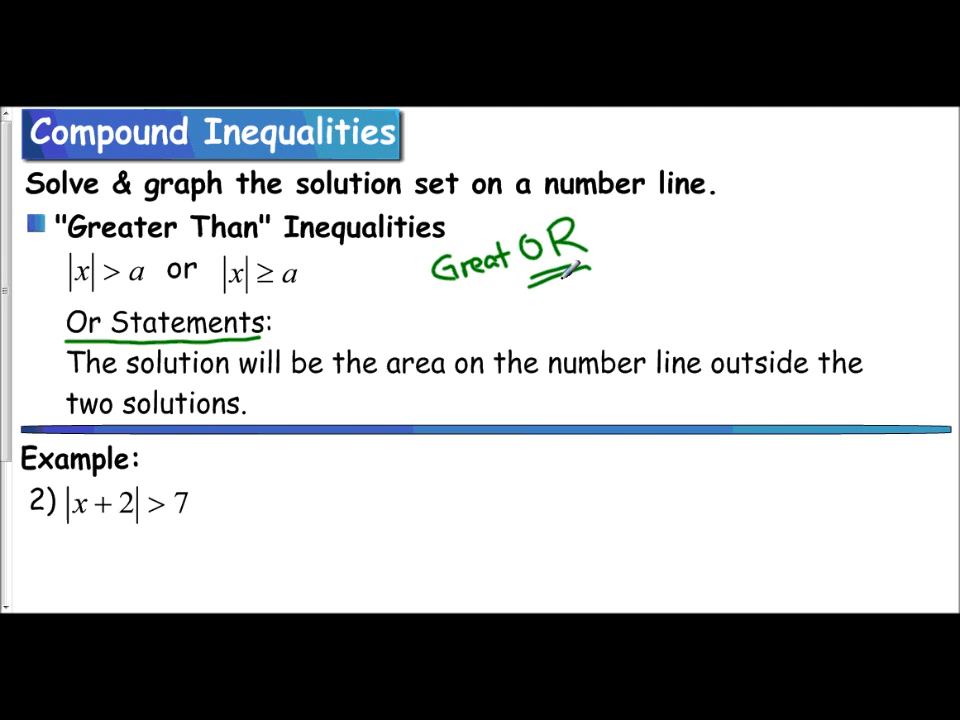 Compound Inequalities
Solve & graph the solution set on a number line.
"Greater Than" Inequalities
|x| > a or |x| ≥ a
Great OR
Or Statements:
The solution will be the area on the number line outside the
two solutions.
Example:
2) |x + 2| > 7